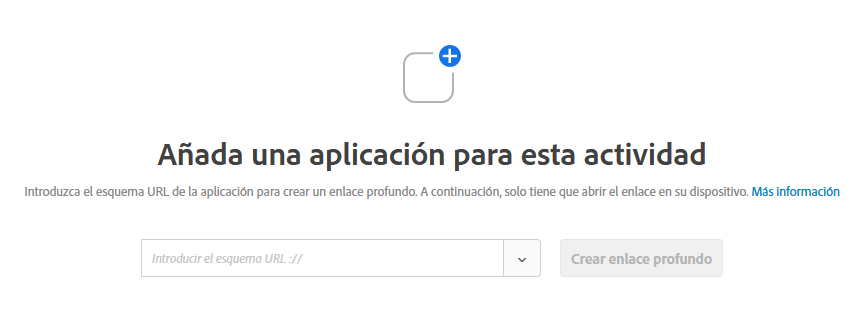 Añada una aplicación para esta actividad
Introduzca el esquema URL de la aplicación para crear un enlace profundo. A continuación, solo tiene que abrir el enlace en su dispositivo. Más información
Introducir el esquema URL :// Crear enlace profundo